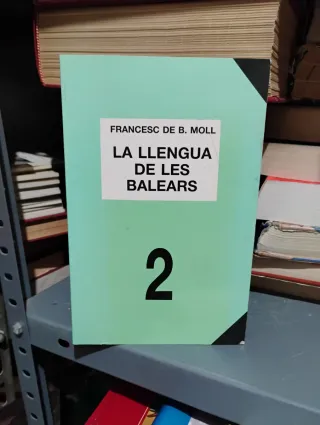 FRANCESC DE B. MOLL
LA LLENGUA
DE LES
BALEARS
2